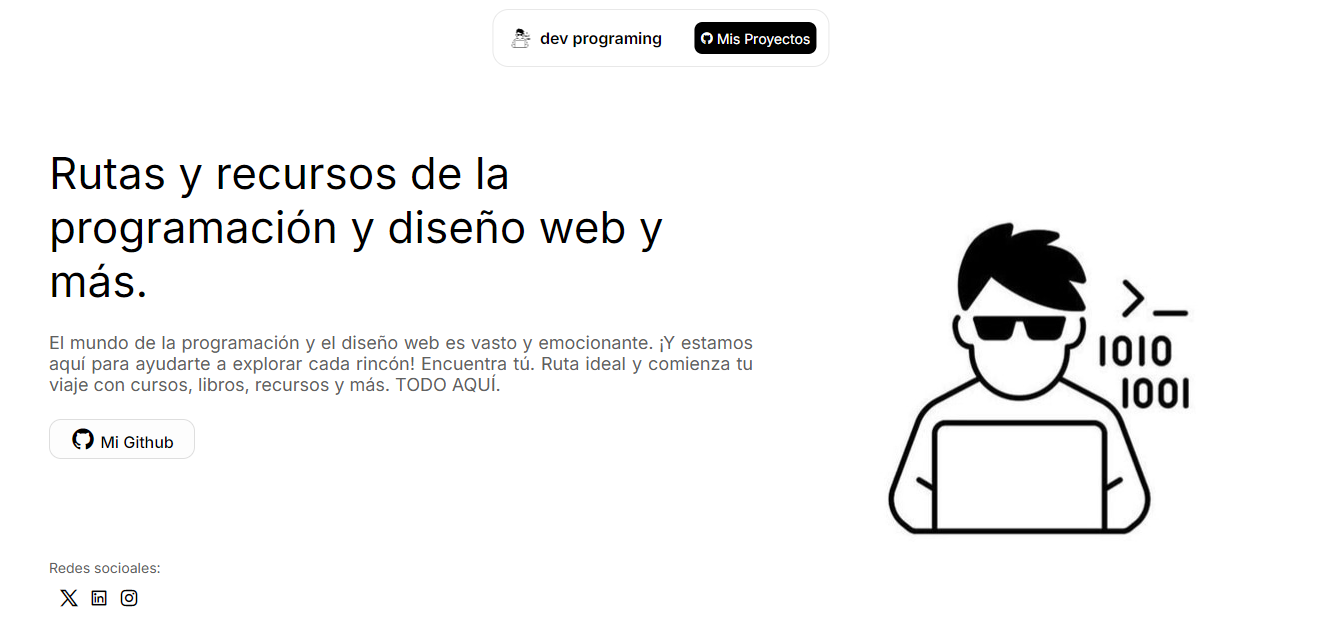 dev programing
Mis Proyectos
Rutas y recursos de la
programación y diseño web y
más.
El mundo de la programación y el diseño web es vasto y emocionante. ¡Y estamos
aquí para ayudarte a explorar cada rincón! Encuentra tú. Ruta ideal y comienza tu
viaje con cursos, libros, recursos y más. TODO AQUÍ.
Mi Github
>_
1010
1001
Redes socioales: